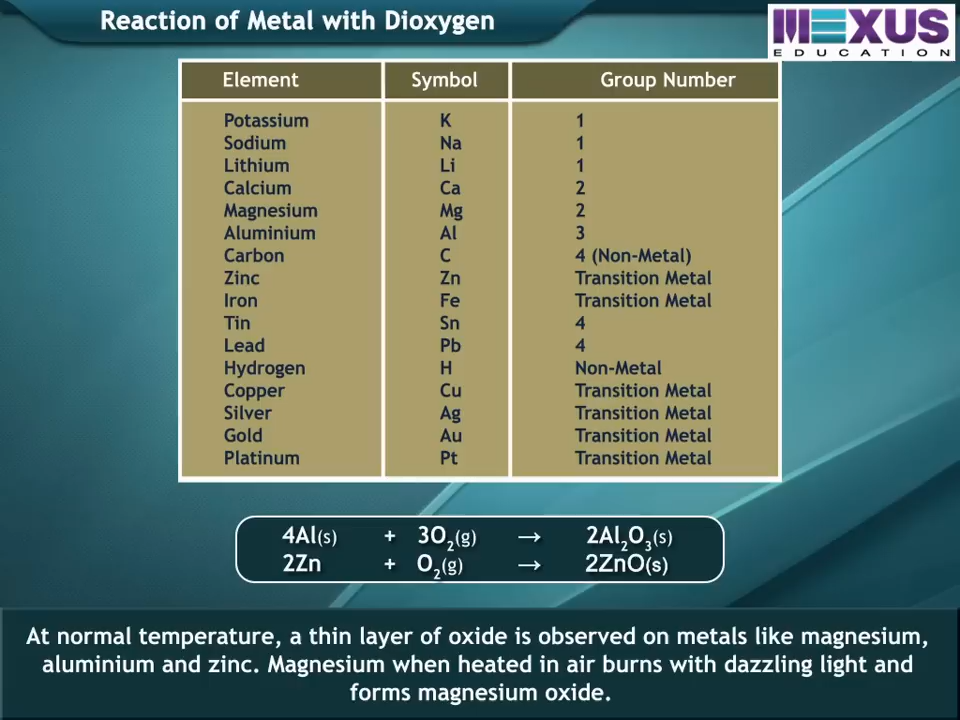 Reaction of Metal with Dioxygen
MEXUS
EDUCATION
Element Symbol Group Number
Potassium K 1
Sodium Na 1
Lithium Li 1
Calcium Ca 2
Magnesium Mg 2
Aluminium Al 3
Carbon C 4 (Non-Metal)
Zinc Zn Transition Metal
Iron Fe Transition Metal
Tin Sn 4
Lead Pb 4
Hydrogen H Non-Metal
Copper Cu Transition Metal
Silver Ag Transition Metal
Gold Au Transition Metal
Platinum Pt Transition Metal
4Al(s) + 3O₂(g) → 2Al₂O₃(s)
2Zn + O₂(g) → 2ZnO(s)
At normal temperature, a thin layer of oxide is observed on metals like magnesium,
aluminium and zinc. Magnesium when heated in air burns with dazzling light and
forms magnesium oxide.